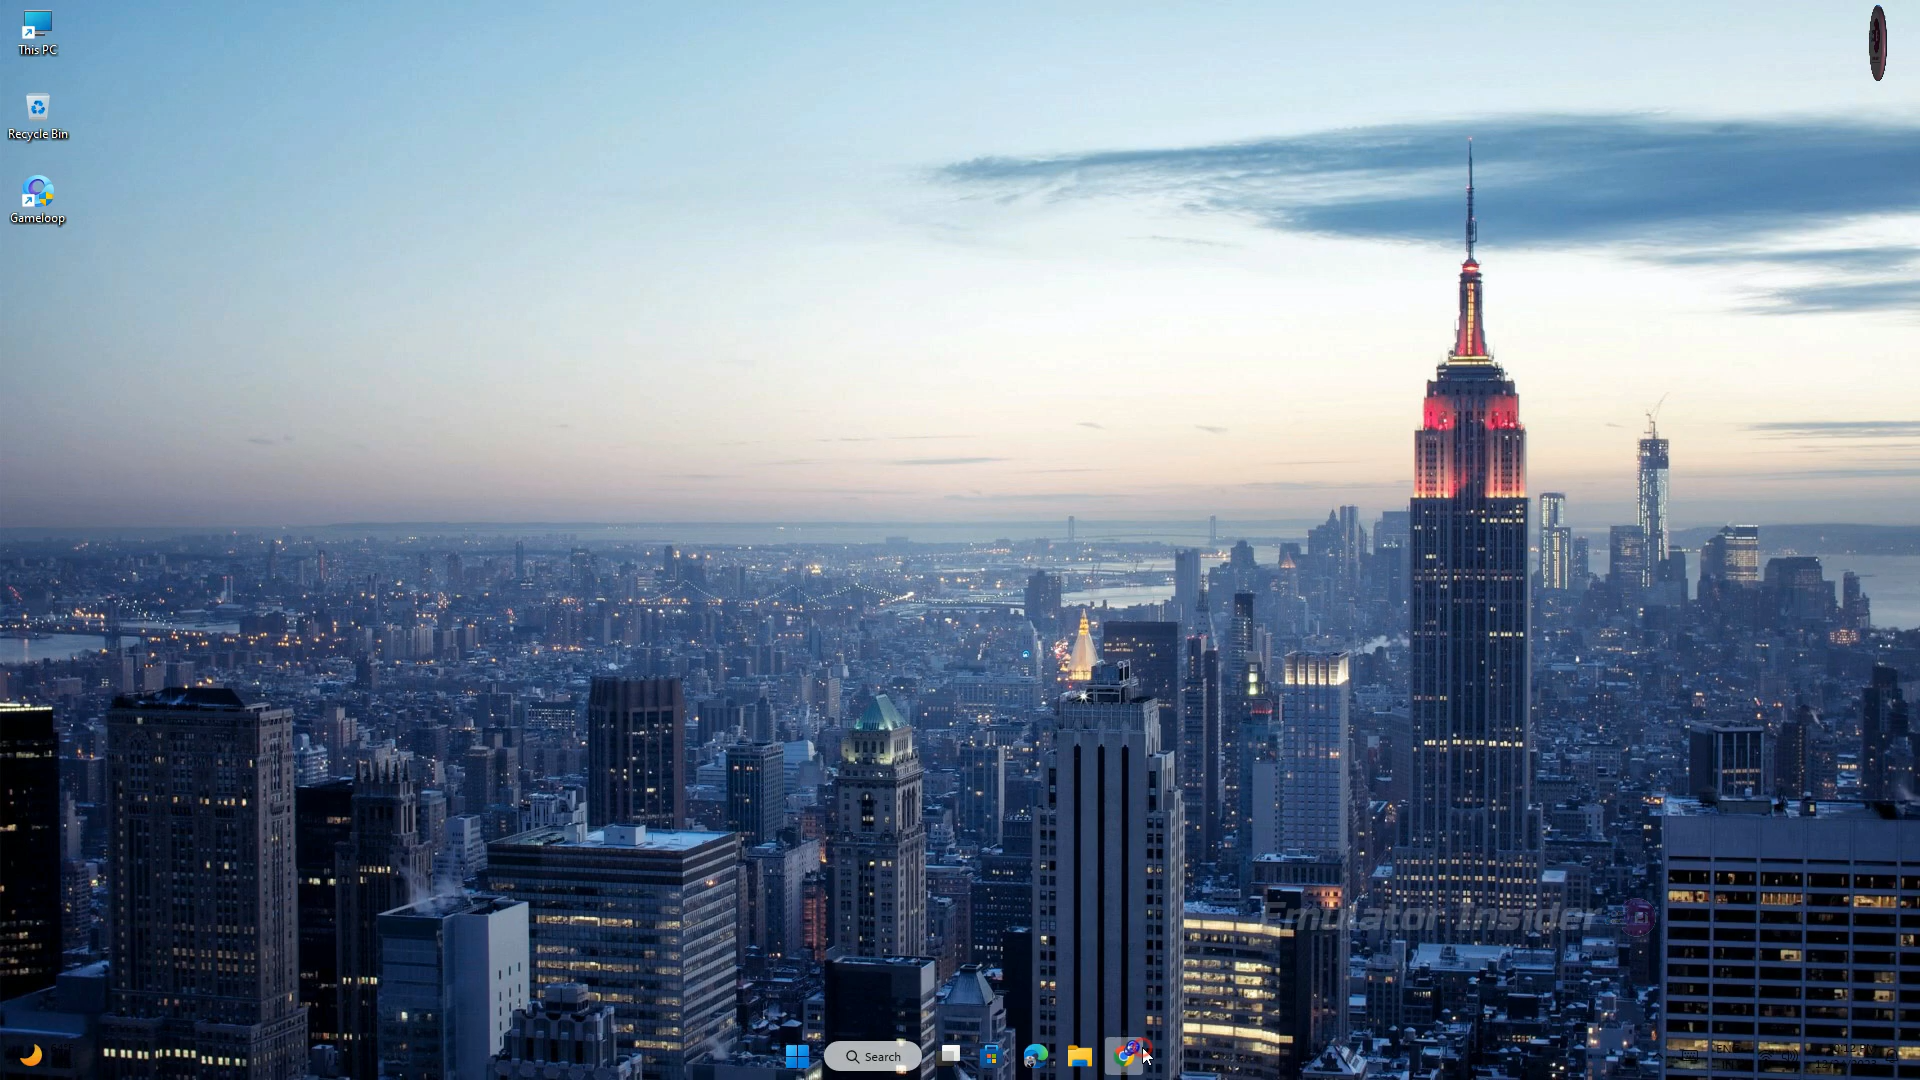 This PC
Recycle Bin
Gameloop
Emulator Insider
Search